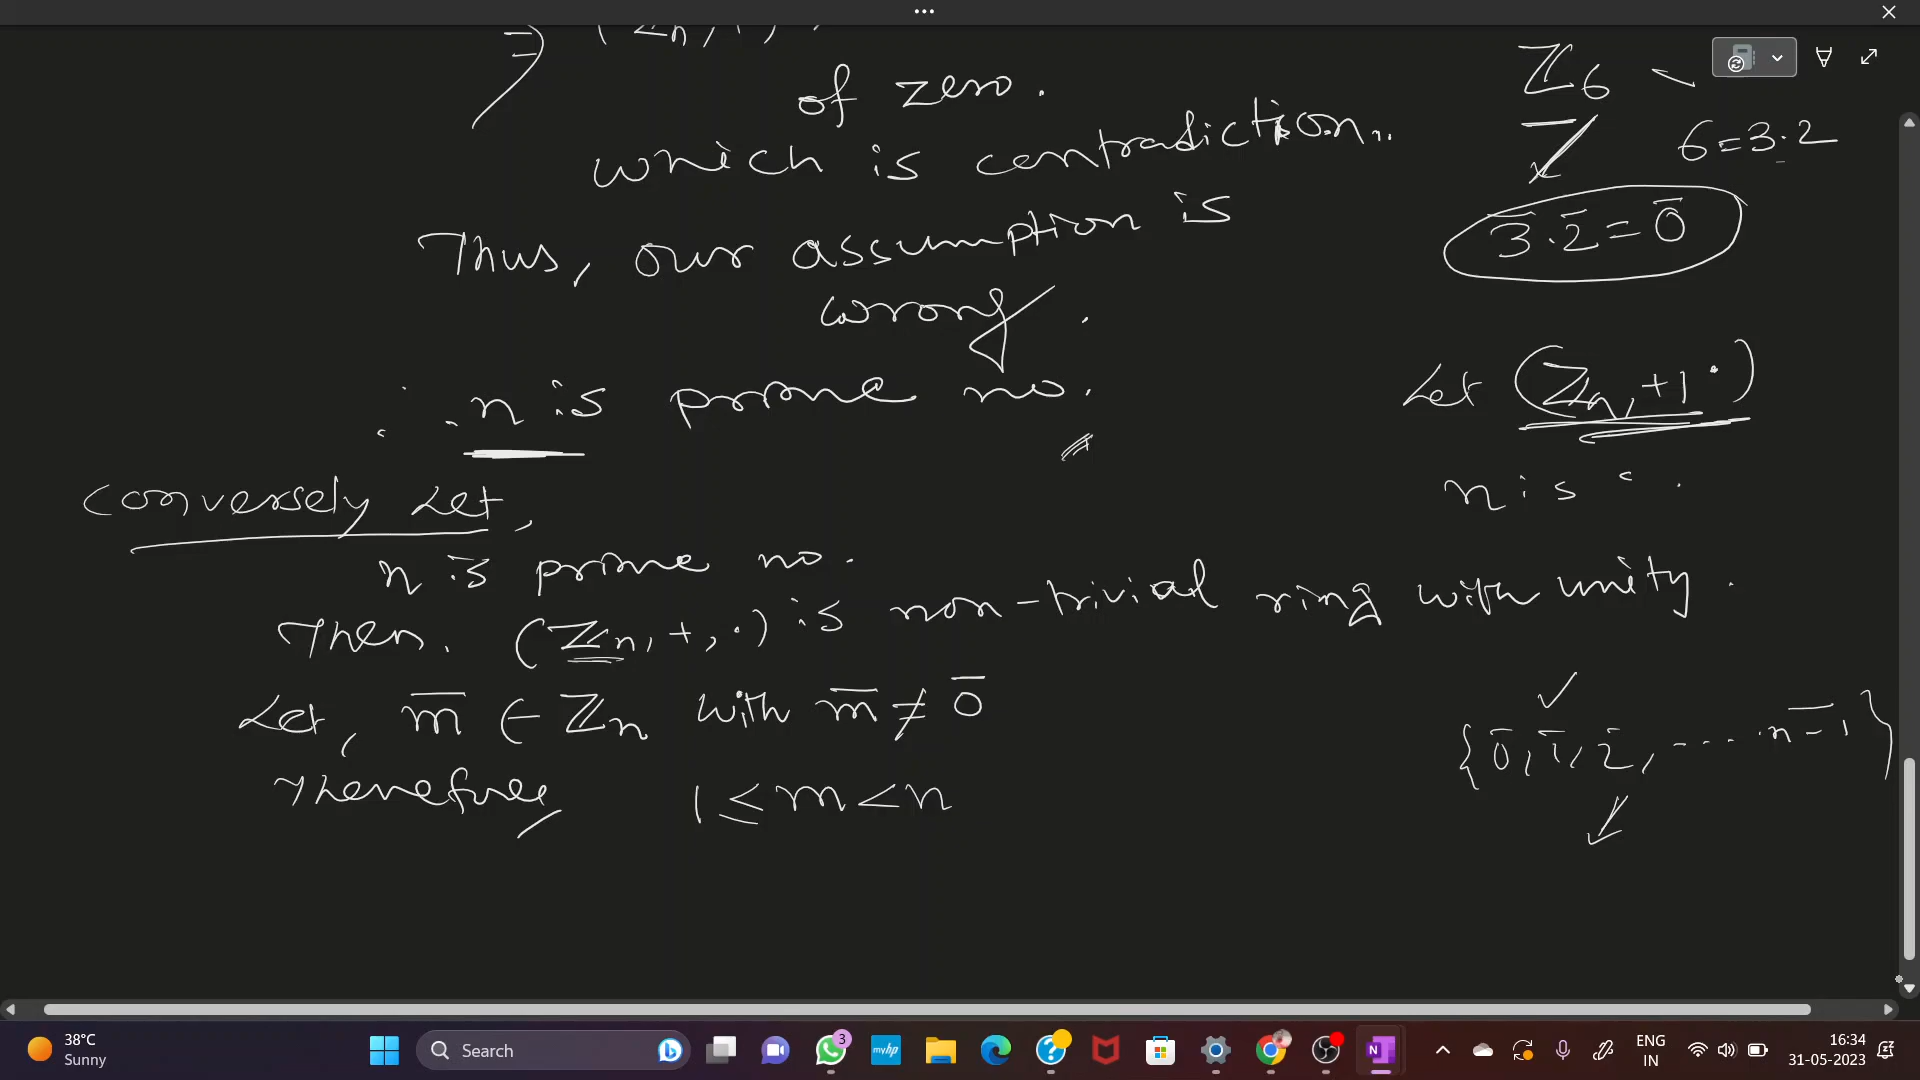 of zero.
which is contradiction..
Thus, our assumption is
wrong.
∴ n is prime no.
Conversely Let,
n is prime no.
Then. (Zn, +, ·) is non-trivial ring with unity.
Let, m̅ ∈ Zn with m̅ ≠ 0̅
Therefore, 1 ≤ m < n
Z6
Z 6=3·2
3̅·2̅=0̅
Let (Zn, +, ·)
n is
{0̅, 1̅, 2̅, ---- n̅-̅1̅}
38°C
Sunny
Search
3
myhp
N
ENG
IN
16:34
31-05-2023